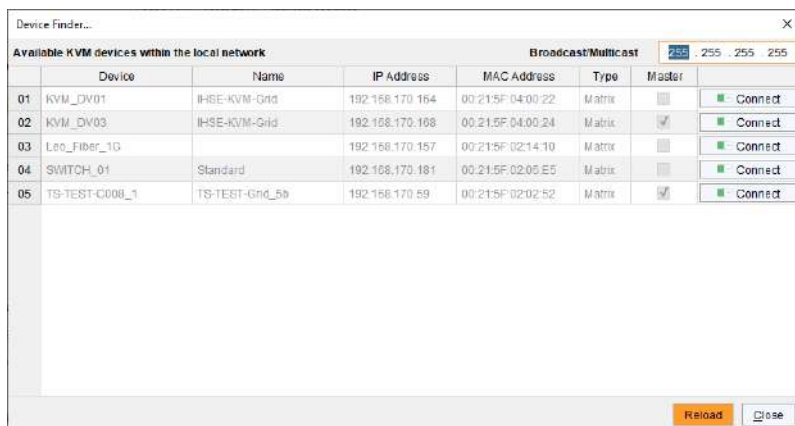 Device Finder...
Available KVM devices within the local network Broadcast/Multicast 255 . 255 . 255 . 255
Device Name IP Address MAC Address Type Master
01 KVM_DV01 IHSE-KVM-Grid 192.168.170.164 00:21:5F:04:00:22 Matrix Connect
02 KVM_DV03 IHSE-KVM-Grid 192.168.170.168 00:21:5F:04:00:24 Matrix Connect
03 Leo_Fiber_1G 192.168.170.157 00:21:5F:02:14:10 Matrix Connect
04 SWITCH_01 Standard 192.168.170.181 00:21:5F:02:05:E5 Matrix Connect
05 TS-TEST-C008_1 TS-TEST-Grid_5b 192.168.170.59 00:21:5F:02:02:52 Matrix Connect
Reload Close